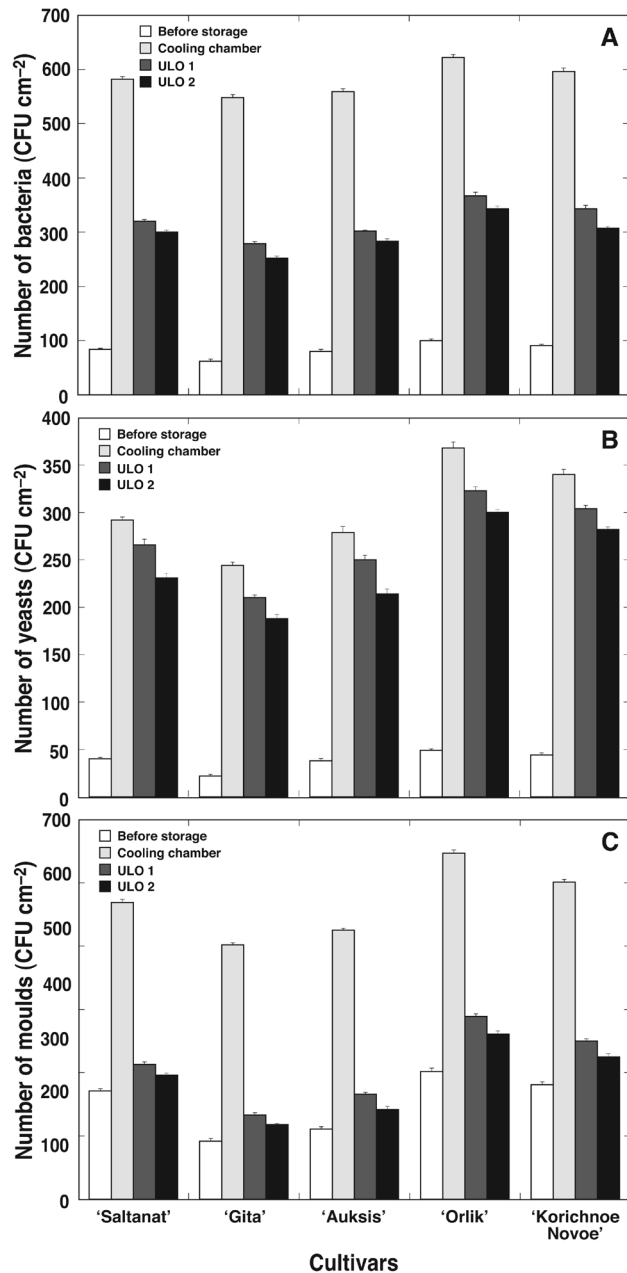 700
600
500
400
300
200
100
0
Number of bacteria (CFU cm⁻²)
Before storage
Cooling chamber
ULO 1
ULO 2
A
400
350
300
250
200
150
100
50
0
Number of yeasts (CFU cm⁻²)
Before storage
Cooling chamber
ULO 1
ULO 2
B
600
500
400
300
200
100
0
Number of moulds (CFU cm⁻²)
Before storage
Cooling chamber
ULO 1
ULO 2
C
‘Saltanat’ ‘Gita’ ‘Auksis’ ‘Orlik’ ‘Korichnoe
Novoe’
Cultivars